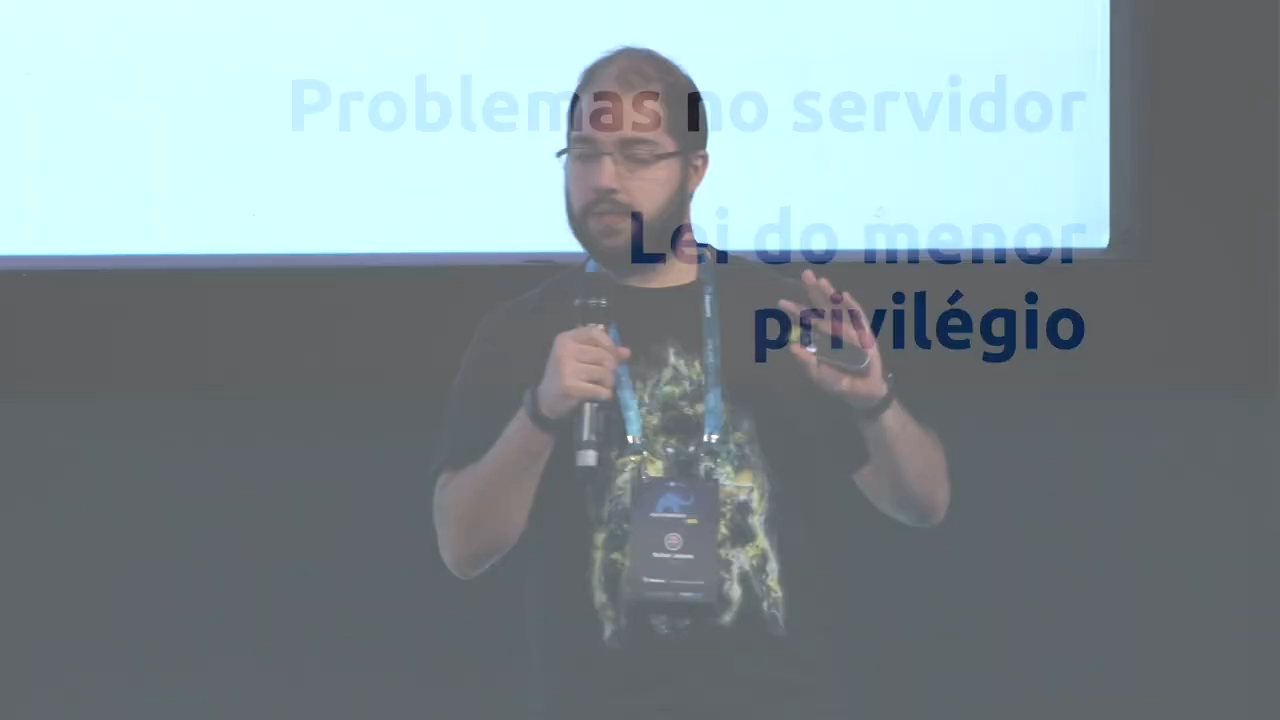 Problemas no servidor
Lei do menor
privilégio